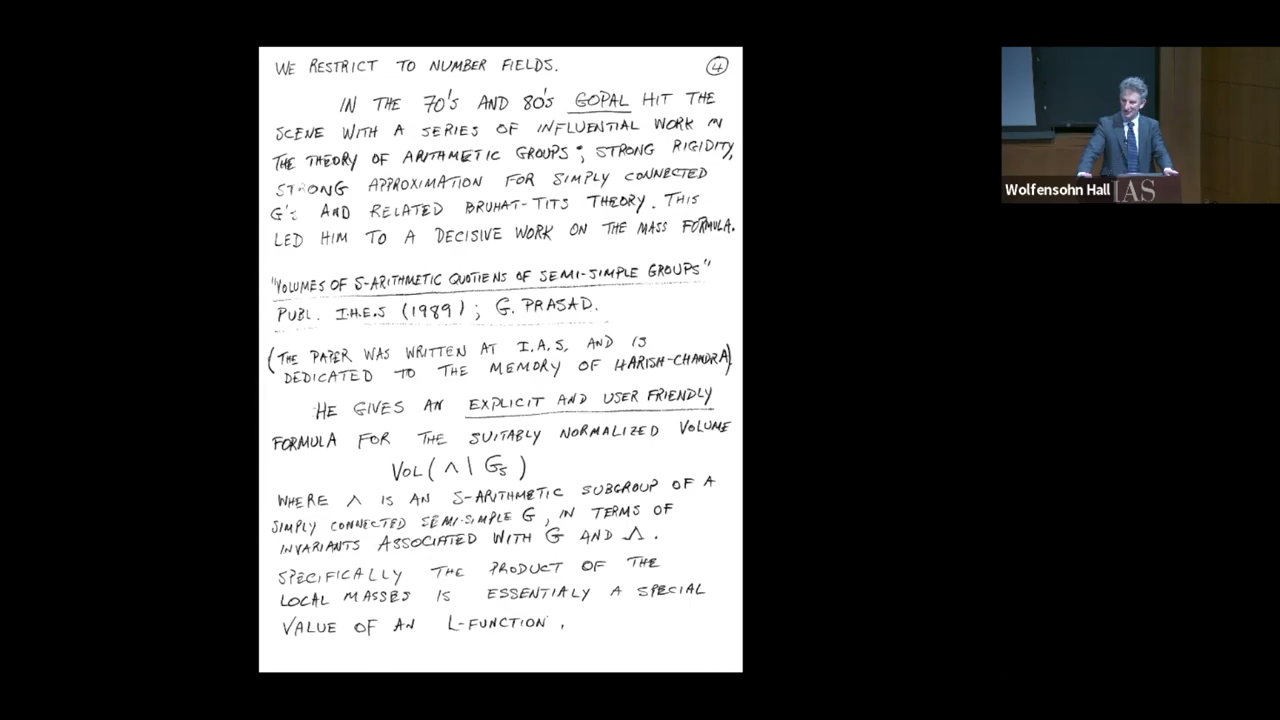 WE RESTRICT TO NUMBER FIELDS. 4
IN THE 70'S AND 80'S GOPAL HIT THE
SCENE WITH A SERIES OF INFLUENTIAL WORK IN
THE THEORY OF ARITHMETIC GROUPS; STRONG RIGIDITY,
STRONG APPROXIMATION FOR SIMPLY CONNECTED
G'S AND RELATED BRUHAT-TITS THEORY. THIS
LED HIM TO A DECISIVE WORK ON THE MASS FORMULA.
"VOLUMES OF S-ARITHMETIC QUOTIENS OF SEMI-SIMPLE GROUPS"
PUBL. I.H.E.S (1989); G. PRASAD.
(THE PAPER WAS WRITTEN AT I.A.S, AND IS
DEDICATED TO THE MEMORY OF HARISH-CHANDRA)
HE GIVES AN EXPLICIT AND USER FRIENDLY
FORMULA FOR THE SUITABLY NORMALIZED VOLUME
VOL(Λ\G_S)
WHERE Λ IS AN S-ARITHMETIC SUBGROUP OF A
SIMPLY CONNECTED SEMI-SIMPLE G, IN TERMS OF
INVARIANTS ASSOCIATED WITH G AND Λ.
SPECIFICALLY THE PRODUCT OF THE
LOCAL MASSES IS ESSENTIALY A SPECIAL
VALUE OF AN L-FUNCTION,
Wolfensohn Hall
IAS